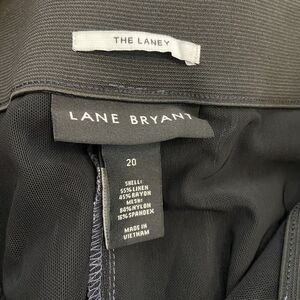 THE LANEY
LANE BRYANT
20
SHELL:
55% LINEN
45% RAYON
MESH:
84% NYLON
16% SPANDEX
MADE IN
VIETNAM